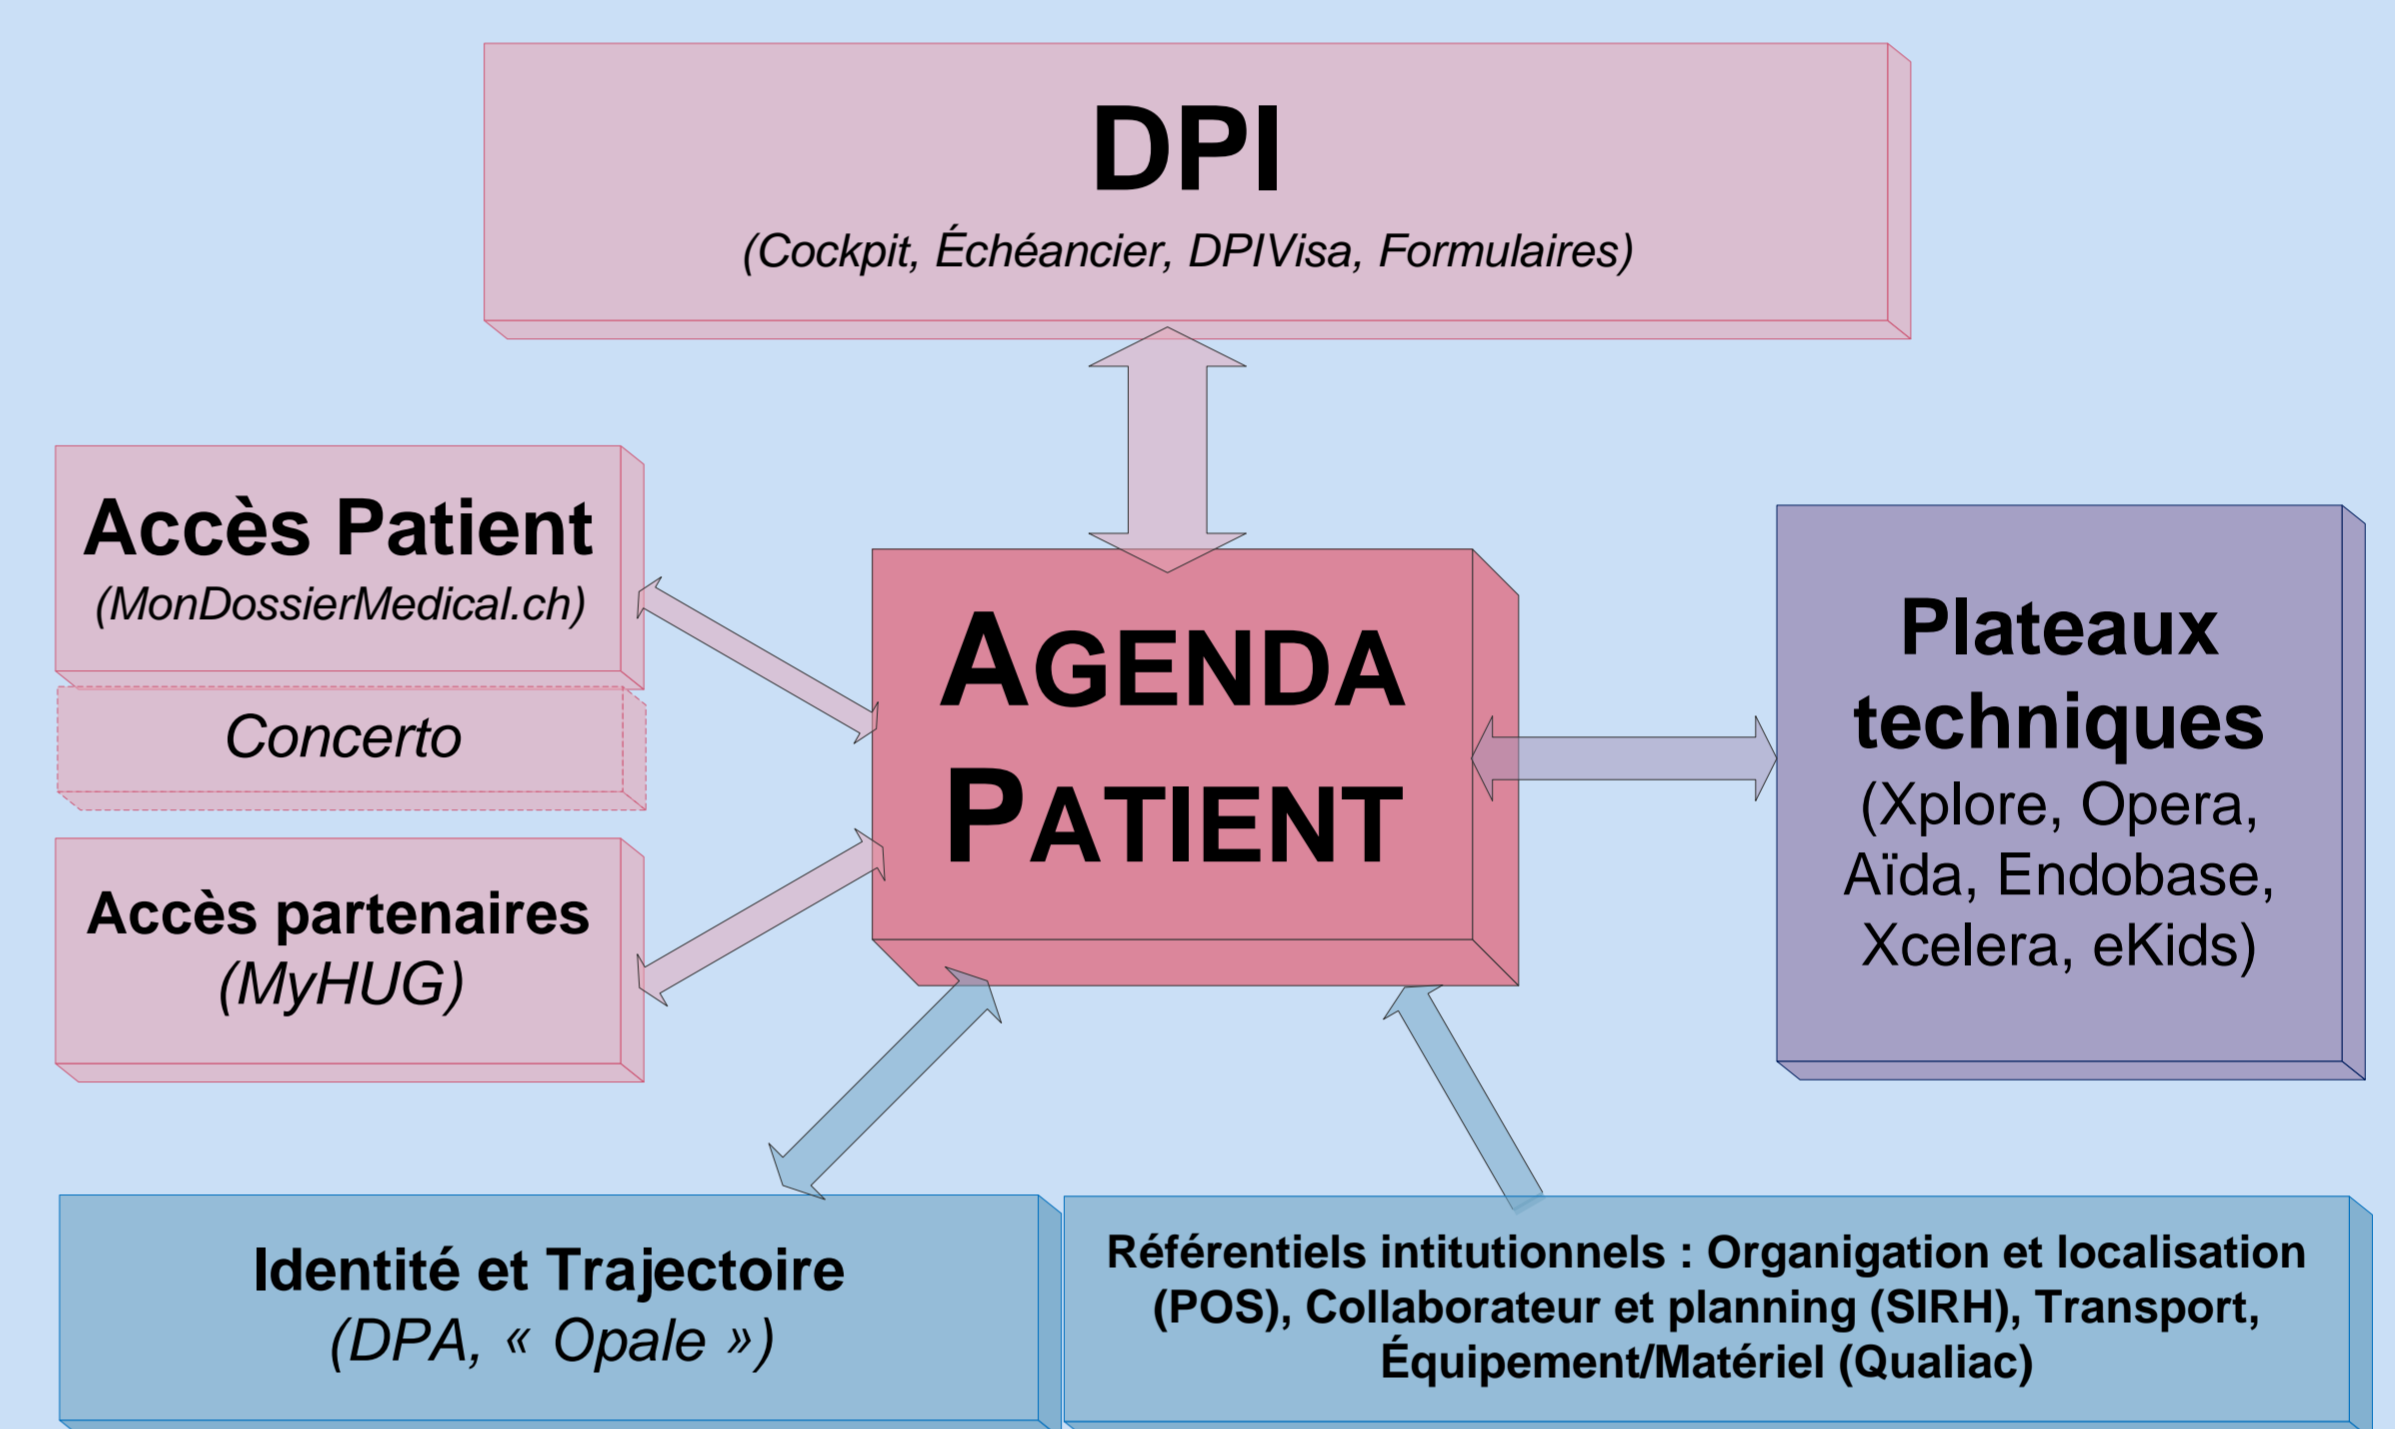 DPI
(Cockpit, Échéancier, DPIVisa, Formulaires)
Accès Patient
(MonDossierMedical.ch)
Concerto
Accès partenaires
(MyHUG)
AGENDA
PATIENT
Plateaux
techniques
(Xplore, Opera,
Aïda, Endobase,
Xcelera, eKids)
Identité et Trajectoire
(DPA, « Opale »)
Référentiels intitutionnels : Organigation et localisation
(POS), Collaborateur et planning (SIRH), Transport,
Équipement/Matériel (Qualiac)